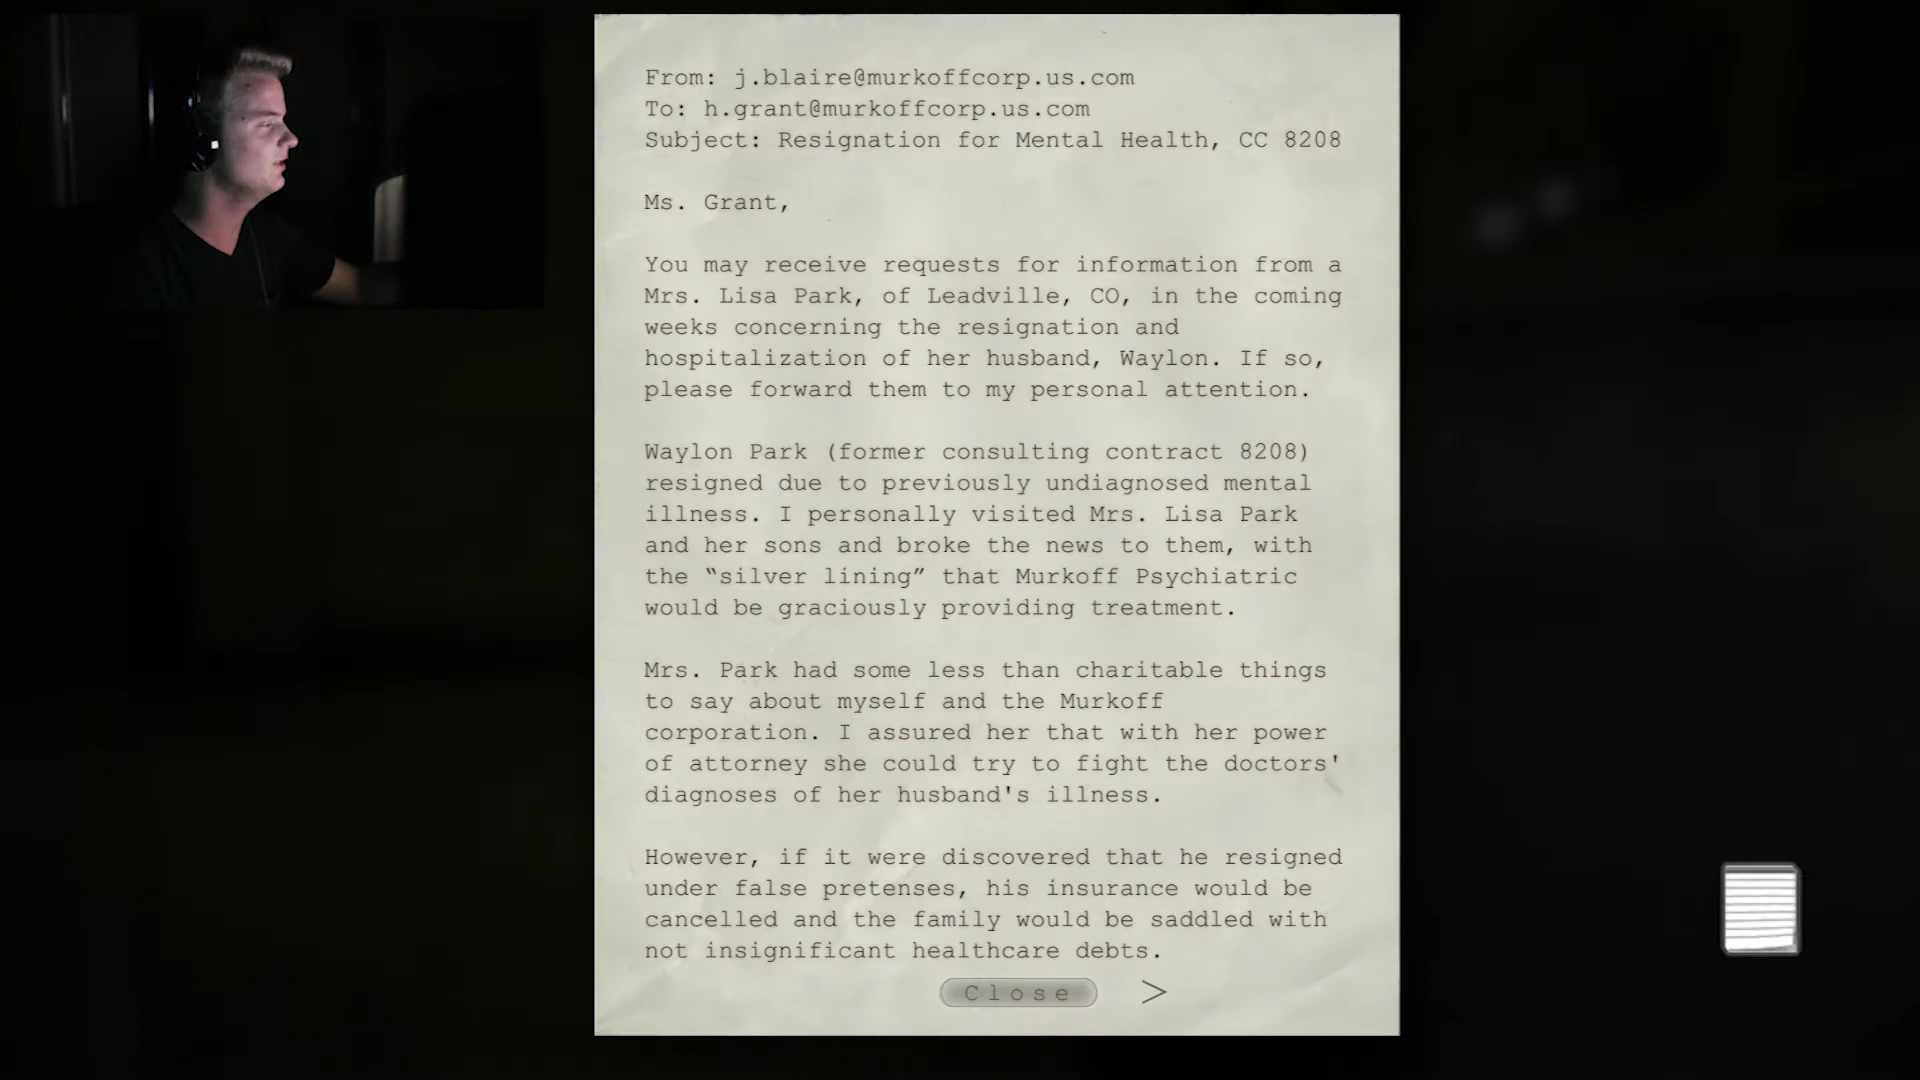 From: j.blaire@murkoffcorp.us.com
To: h.grant@murkoffcorp.us.com
Subject: Resignation for Mental Health, CC 8208
Ms. Grant,
You may receive requests for information from a
Mrs. Lisa Park, of Leadville, CO, in the coming
weeks concerning the resignation and
hospitalization of her husband, Waylon. If so,
please forward them to my personal attention.
Waylon Park (former consulting contract 8208)
resigned due to previously undiagnosed mental
illness. I personally visited Mrs. Lisa Park
and her sons and broke the news to them, with
the “silver lining” that Murkoff Psychiatric
would be graciously providing treatment.
Mrs. Park had some less than charitable things
to say about myself and the Murkoff
corporation. I assured her that with her power
of attorney she could try to fight the doctors'
diagnoses of her husband's illness.
However, if it were discovered that he resigned
under false pretenses, his insurance would be
cancelled and the family would be saddled with
not insignificant healthcare debts.
Close >